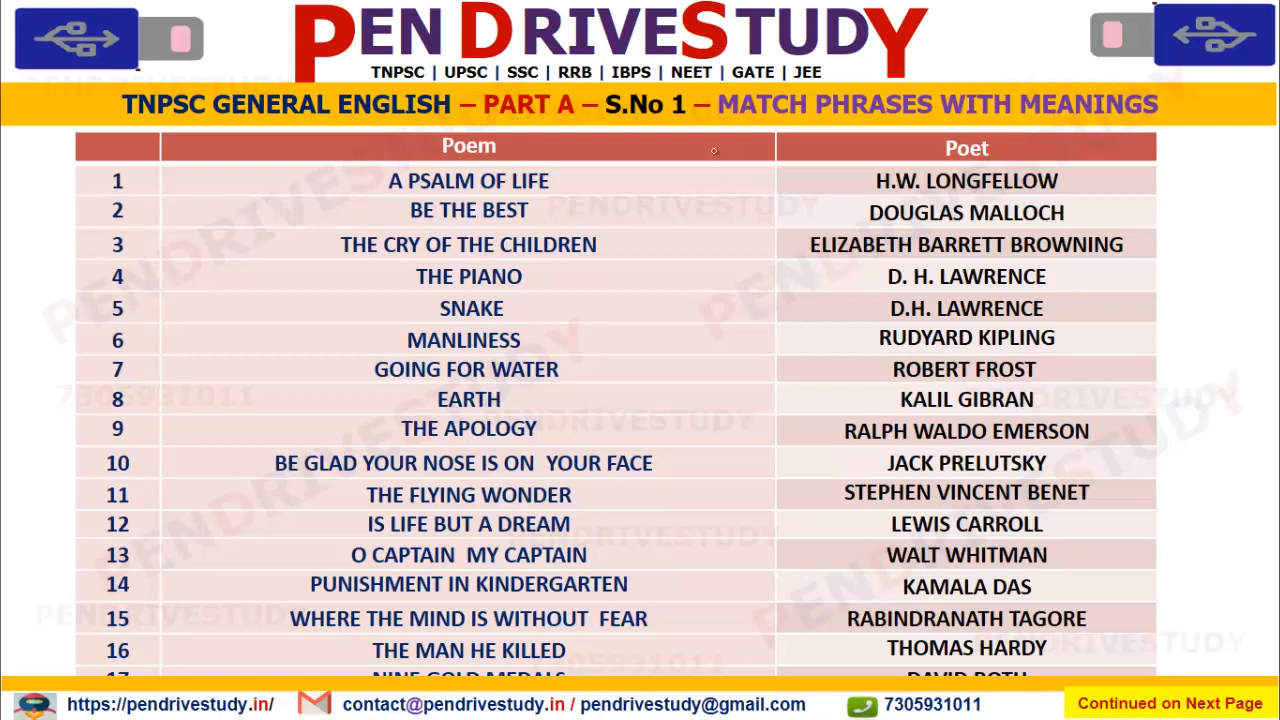 PEN DRIVESTUDY
TNPSC | UPSC | SSC | RRB | IBPS | NEET | GATE | JEE
TNPSC GENERAL ENGLISH – PART A – S.No 1 – MATCH PHRASES WITH MEANINGS
Poem Poet
1 A PSALM OF LIFE H.W. LONGFELLOW
2 BE THE BEST DOUGLAS MALLOCH
3 THE CRY OF THE CHILDREN ELIZABETH BARRETT BROWNING
4 THE PIANO D. H. LAWRENCE
5 SNAKE D.H. LAWRENCE
6 MANLINESS RUDYARD KIPLING
7 GOING FOR WATER ROBERT FROST
8 EARTH KALIL GIBRAN
9 THE APOLOGY RALPH WALDO EMERSON
10 BE GLAD YOUR NOSE IS ON YOUR FACE JACK PRELUTSKY
11 THE FLYING WONDER STEPHEN VINCENT BENET
12 IS LIFE BUT A DREAM LEWIS CARROLL
13 O CAPTAIN MY CAPTAIN WALT WHITMAN
14 PUNISHMENT IN KINDERGARTEN KAMALA DAS
15 WHERE THE MIND IS WITHOUT FEAR RABINDRANATH TAGORE
16 THE MAN HE KILLED THOMAS HARDY
17 NINE GOLD MEDALS DAVID ROTH
https://pendrivestudy.in/ contact@pendrivestudy.in / pendrivestudy@gmail.com 7305931011 Continued on Next Page